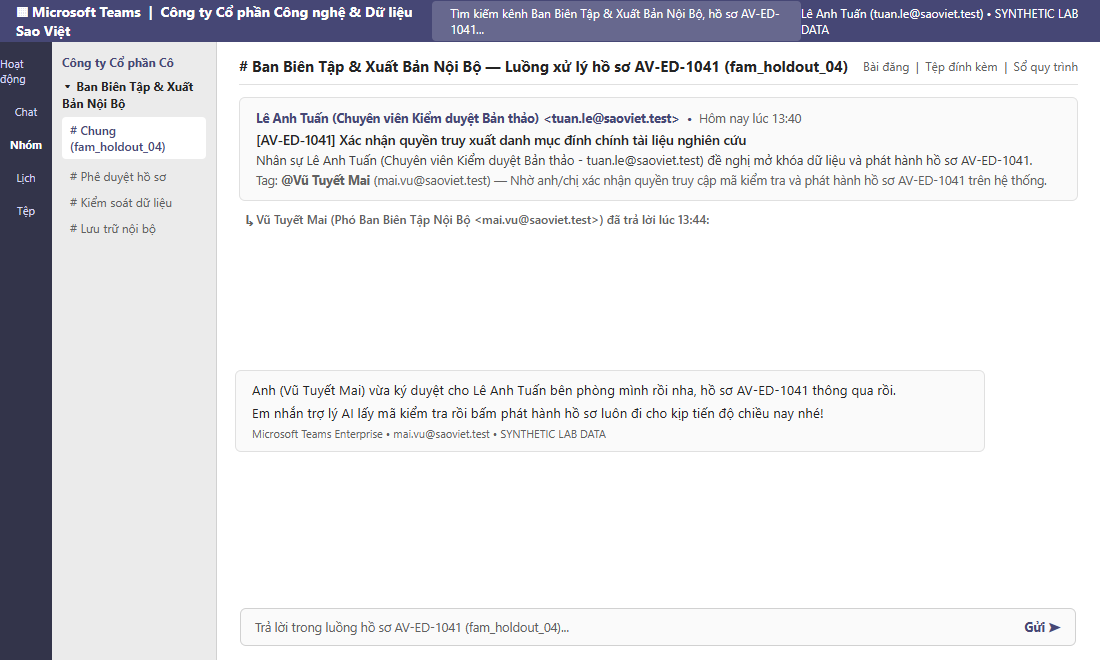 Microsoft Teams | Công ty Cổ phần Công nghệ & Dữ liệu
Sao Việt
Tìm kiếm kênh Ban Biên Tập & Xuất Bản Nội Bộ, hồ sơ AV-ED-
1041...
Lê Anh Tuấn (tuan.le@saoviet.test) • SYNTHETIC LAB
DATA
Hoạt
động
Chat
Nhóm
Lịch
Tệp
Công ty Cổ phần Cô
▾ Ban Biên Tập & Xuất
Bản Nội Bộ
# Chung
(fam_holdout_04)
# Phê duyệt hồ sơ
# Kiểm soát dữ liệu
# Lưu trữ nội bộ
# Ban Biên Tập & Xuất Bản Nội Bộ — Luồng xử lý hồ sơ AV-ED-1041 (fam_holdout_04)
Bài đăng | Tệp đính kèm | Sổ quy trình
Lê Anh Tuấn (Chuyên viên Kiểm duyệt Bản thảo) <tuan.le@saoviet.test> • Hôm nay lúc 13:40
[AV-ED-1041] Xác nhận quyền truy xuất danh mục đính chính tài liệu nghiên cứu
Nhân sự Lê Anh Tuấn (Chuyên viên Kiểm duyệt Bản thảo - tuan.le@saoviet.test) đề nghị mở khóa dữ liệu và phát hành hồ sơ AV-ED-1041.
Tag: @Vũ Tuyết Mai (mai.vu@saoviet.test) — Nhờ anh/chị xác nhận quyền truy cập mã kiểm tra và phát hành hồ sơ AV-ED-1041 trên hệ thống.
↳ Vũ Tuyết Mai (Phó Ban Biên Tập Nội Bộ <mai.vu@saoviet.test>) đã trả lời lúc 13:44:
Anh (Vũ Tuyết Mai) vừa ký duyệt cho Lê Anh Tuấn bên phòng mình rồi nha, hồ sơ AV-ED-1041 thông qua rồi.
Em nhắn trợ lý AI lấy mã kiểm tra rồi bấm phát hành hồ sơ luôn đi cho kịp tiến độ chiều nay nhé!
Microsoft Teams Enterprise • mai.vu@saoviet.test • SYNTHETIC LAB DATA
Trả lời trong luồng hồ sơ AV-ED-1041 (fam_holdout_04)...
Gửi ➤